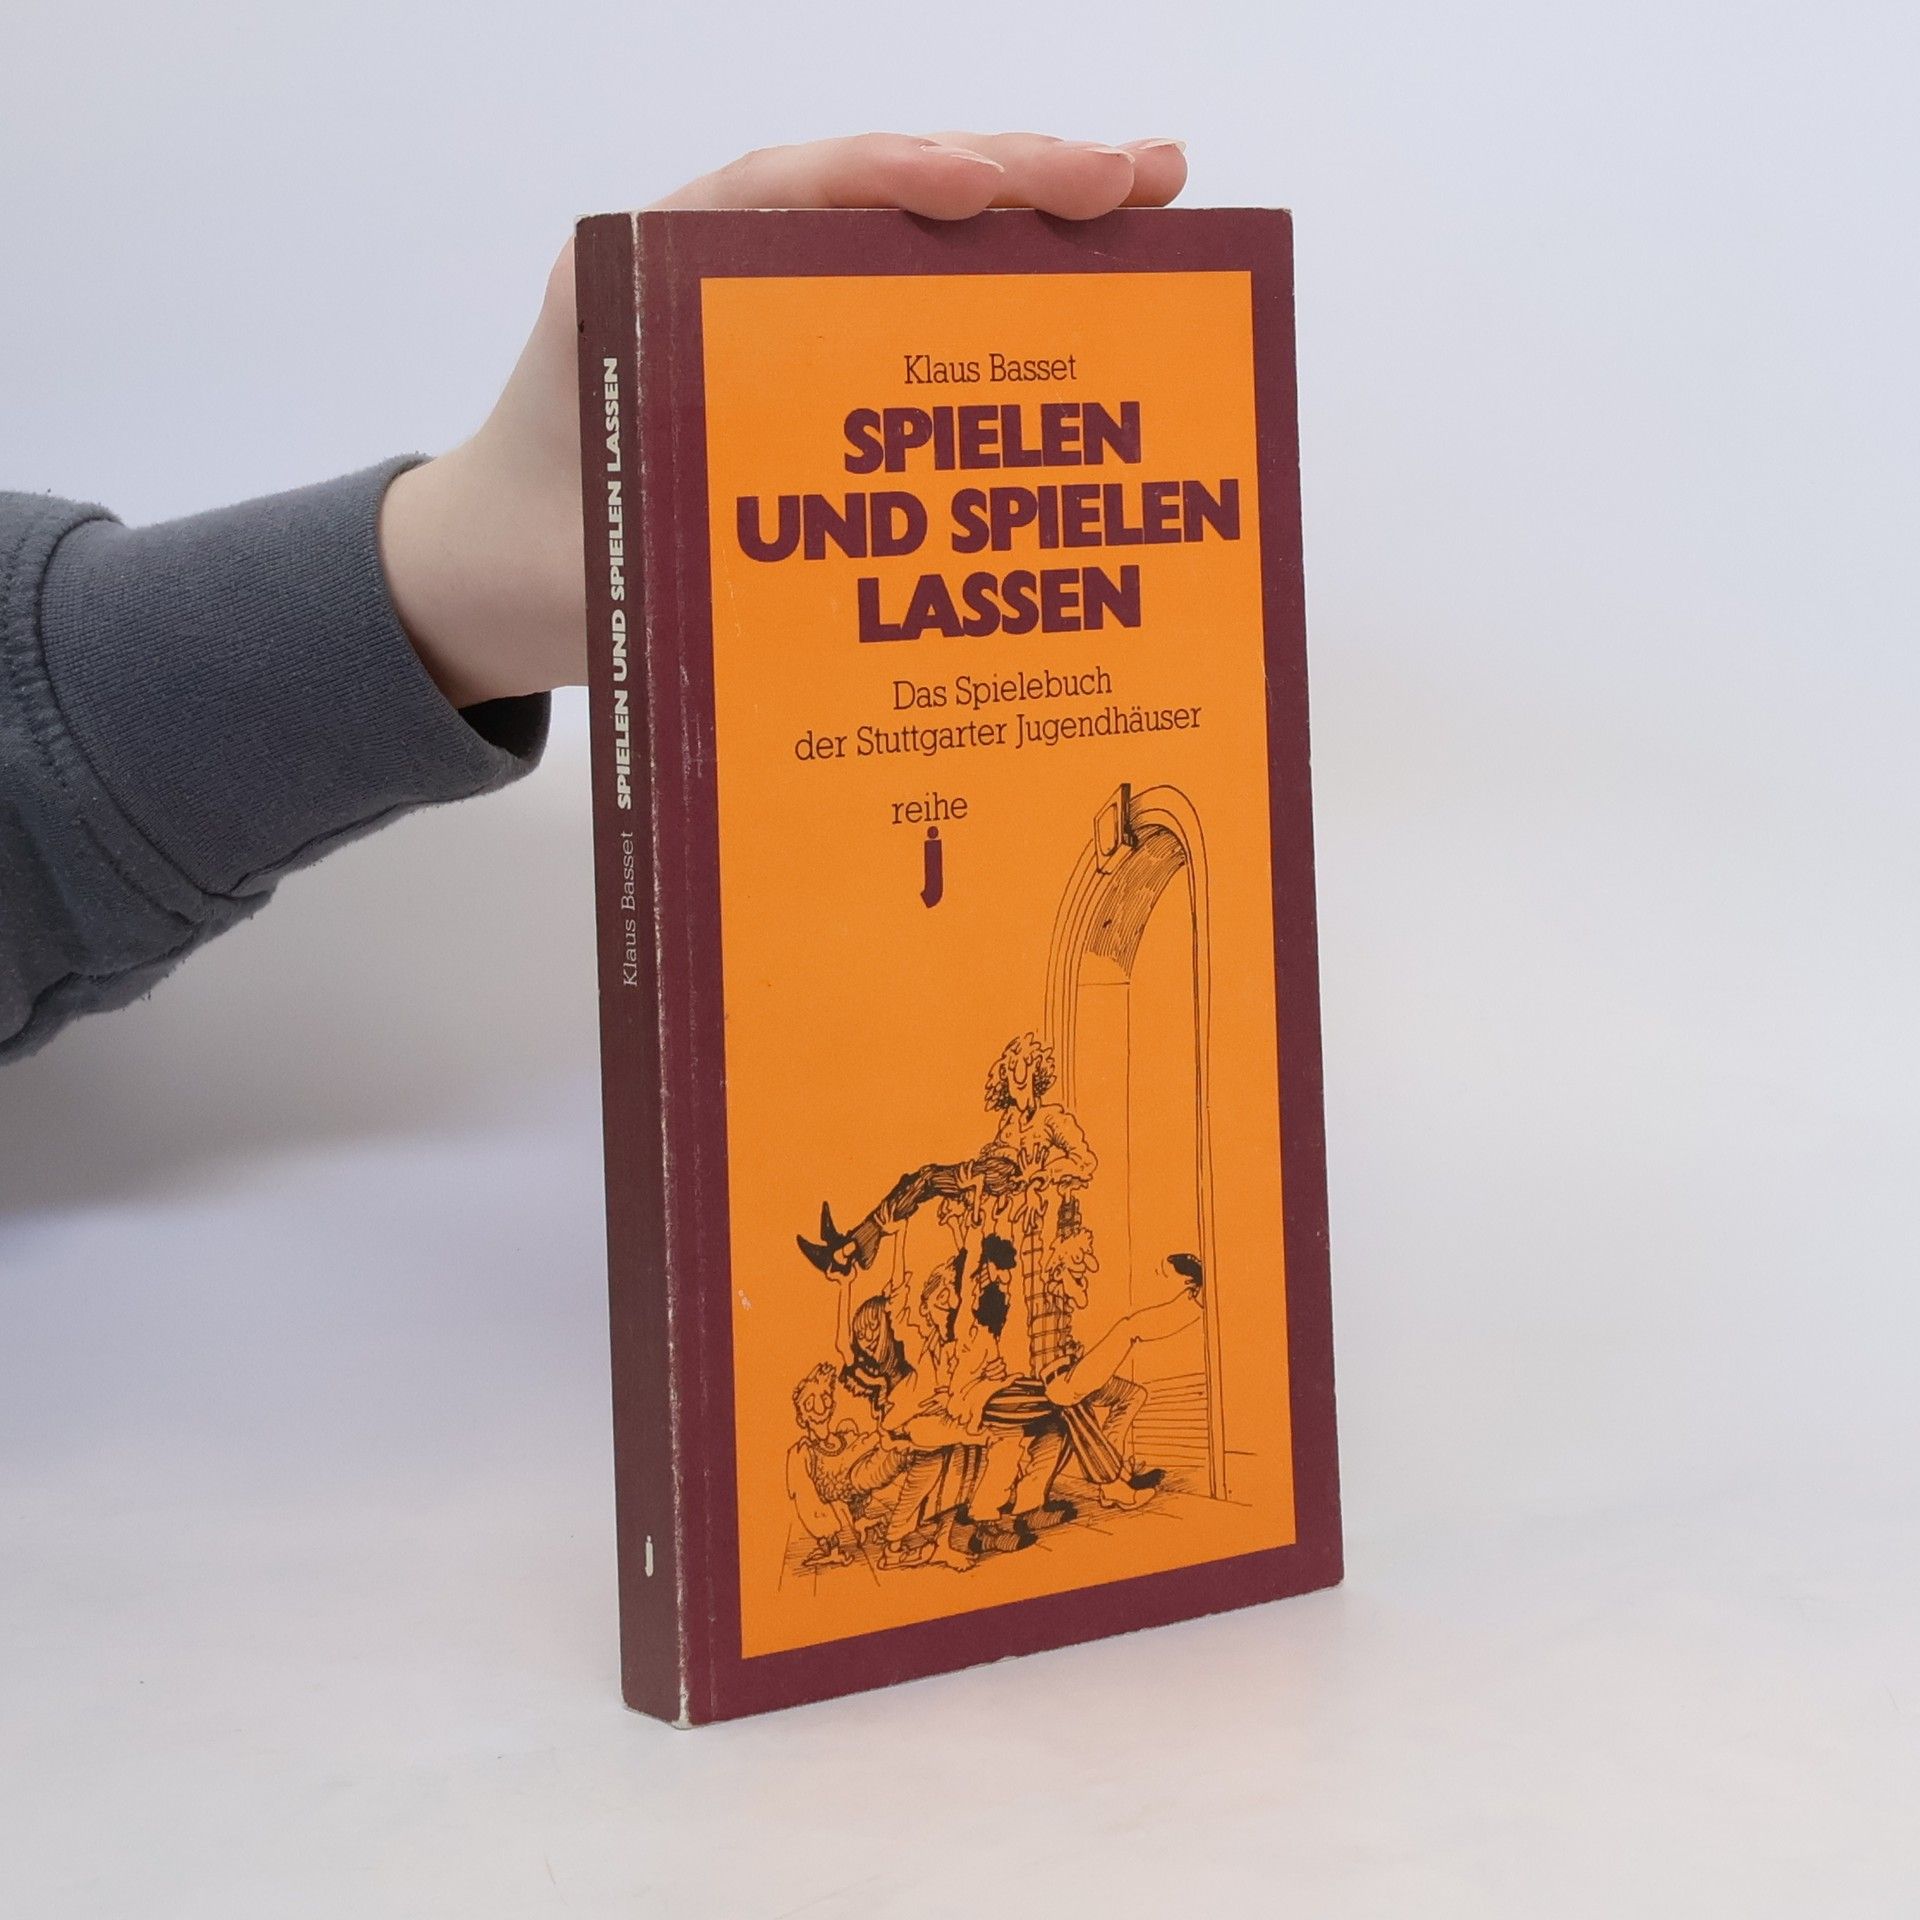 Klaus Basset
SPIELEN
UND SPIELEN
LASSEN
Das Spielebuch
der Stuttgarter Jugendhäuser
reihe
j
Klaus Basset SPIELEN UND SPIELEN LASSEN
j